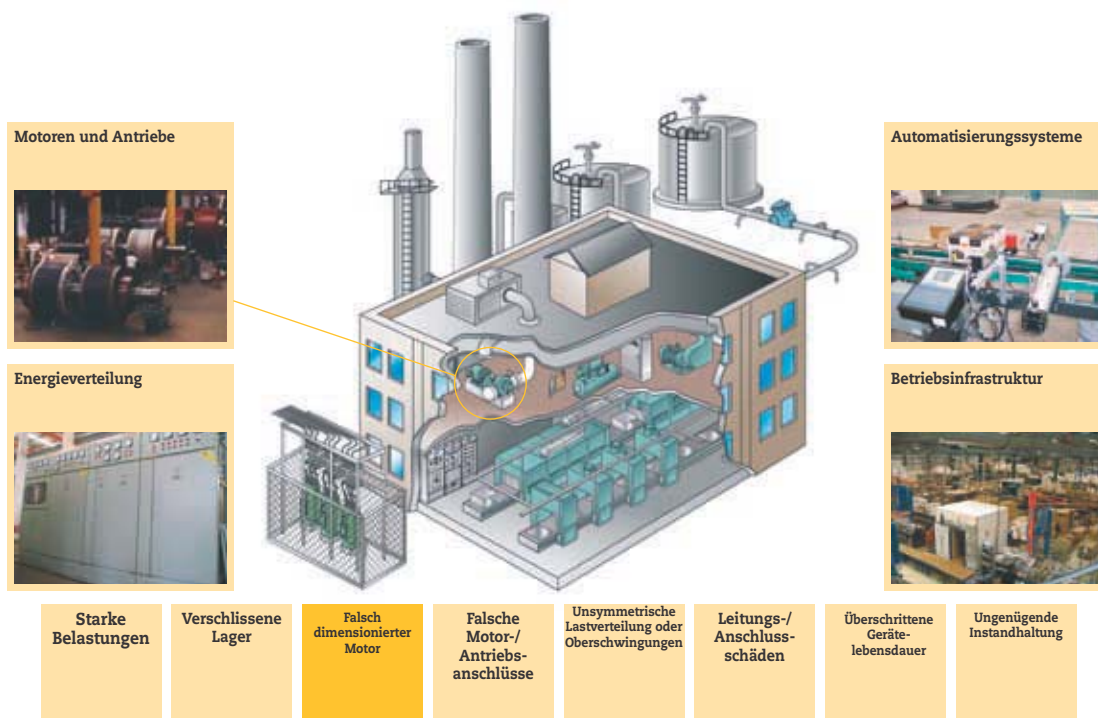 Motoren und Antriebe
Automatisierungssysteme
Energieverteilung
Betriebsinfrastruktur
Starke
Belastungen
Verschlissene
Lager
Falsch
dimensionierter
Motor
Falsche
Motor-/
Antriebs-
anschlüsse
Unsymmetrische
Lastverteilung oder
Oberschwingungen
Leitungs-/
Anschluss-
schäden
Überschrittene
Geräte-
lebensdauer
Ungenügende
Instandhaltung